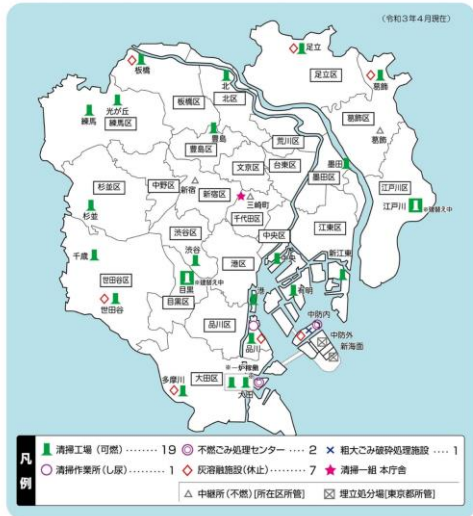 （令和3年4月現在）
足立
足立区
板橋
北
葛飾
板橋区
北区
光が丘
練馬
練馬区
葛飾区
葛飾
豊島
豊島区
荒川区
文京区
台東区
墨田
墨田区
杉並区
中野区
新宿
新宿区
三崎町
江戸川区
江戸川
※建替え中
千代田区
杉並
渋谷区
中央区
江東区
千歳
渋谷
港区
中央
新江東
世田谷区
目黒
※建替え中
目黒区
港
有明
世田谷
品川区
中防内
中防外
新海面
品川
多摩川
大田区
※一炉稼働
大田
凡例
清掃工場（可燃）………19
不燃ごみ処理センター……2
粗大ごみ破砕処理施設…1
清掃作業所（し尿）………1
灰溶融施設（休止）………7
清掃一組 本庁舎
中継所（不燃）［所在区所管］
埋立処分場［東京都所管］